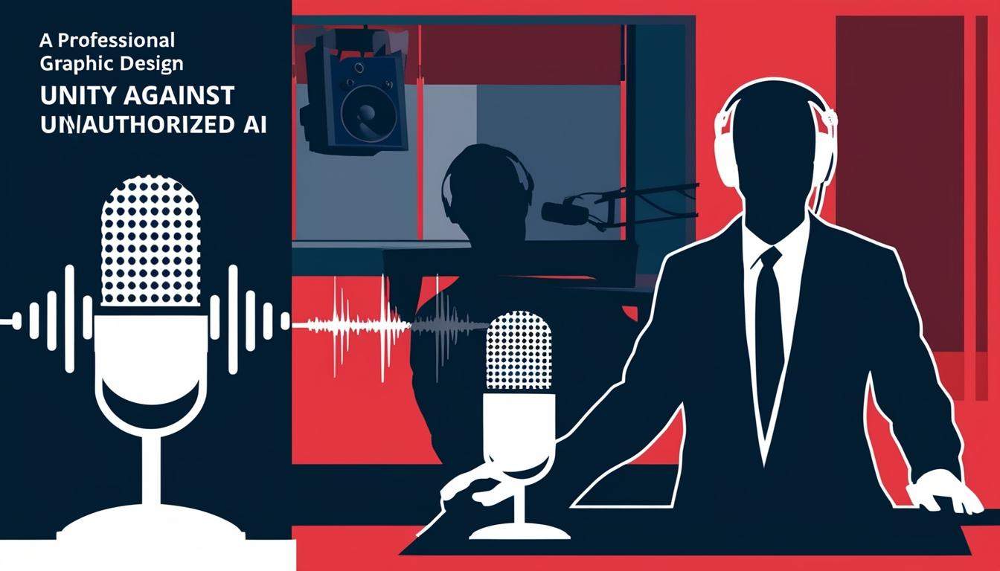 A Professional
Graphic Design
UNITY AGAINST
UNAUTHORIZED AI